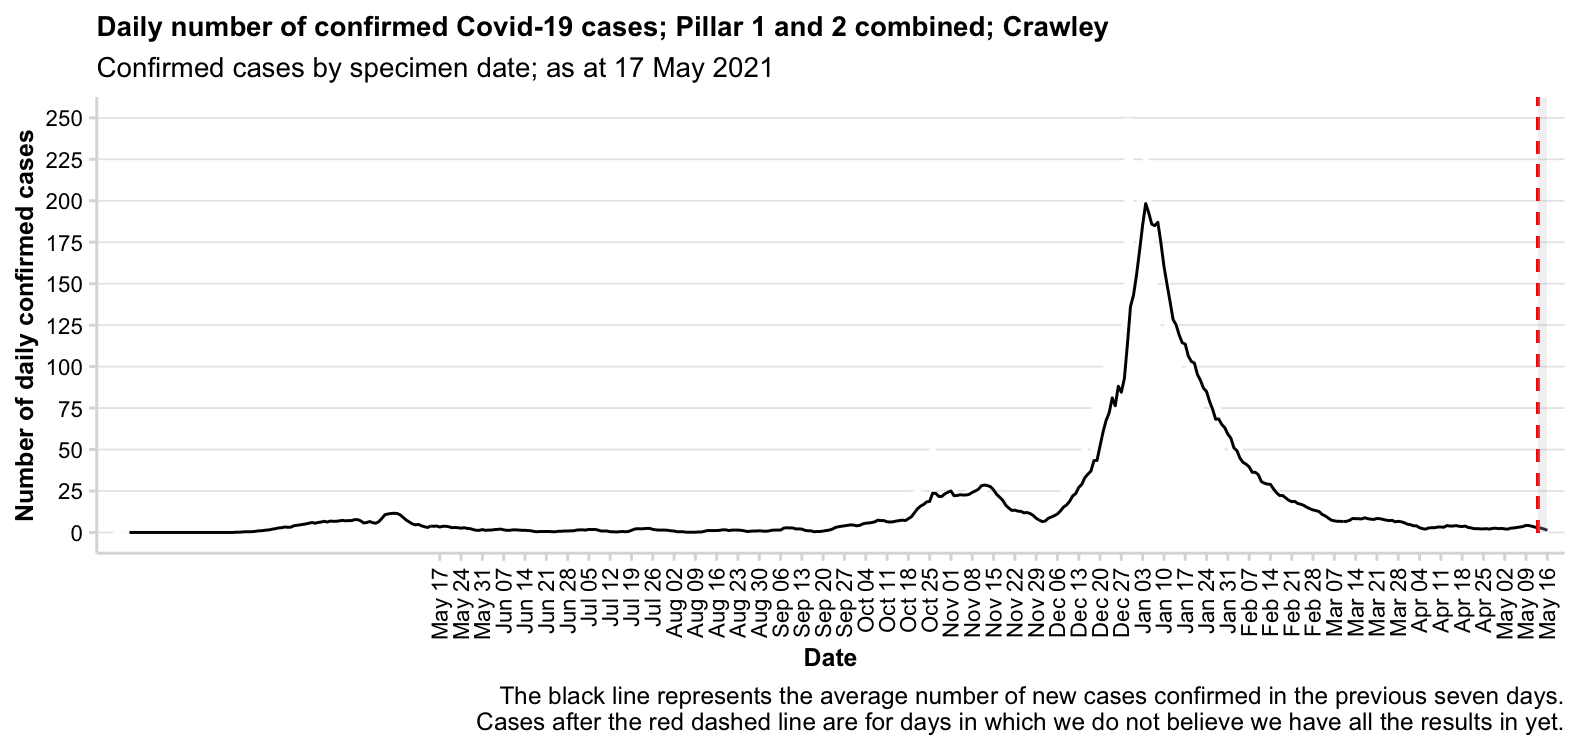 Daily number of confirmed Covid-19 cases; Pillar 1 and 2 combined; Crawley
Confirmed cases by specimen date; as at 17 May 2021
Number of daily confirmed cases
250
225
200
175
150
125
100
75
50
25
0
May 17
May 24
May 31
Jun 07
Jun 14
Jun 21
Jun 28
Jul 05
Jul 12
Jul 19
Jul 26
Aug 02
Aug 09
Aug 16
Aug 23
Aug 30
Sep 06
Sep 13
Sep 20
Sep 27
Oct 04
Oct 11
Oct 18
Oct 25
Nov 01
Nov 08
Nov 15
Nov 22
Nov 29
Dec 06
Dec 13
Dec 20
Dec 27
Jan 03
Jan 10
Jan 17
Jan 24
Jan 31
Feb 07
Feb 14
Feb 21
Feb 28
Mar 07
Mar 14
Mar 21
Mar 28
Apr 04
Apr 11
Apr 18
Apr 25
May 02
May 09
May 16
Date
The black line represents the average number of new cases confirmed in the previous seven days.
Cases after the red dashed line are for days in which we do not believe we have all the results in yet.